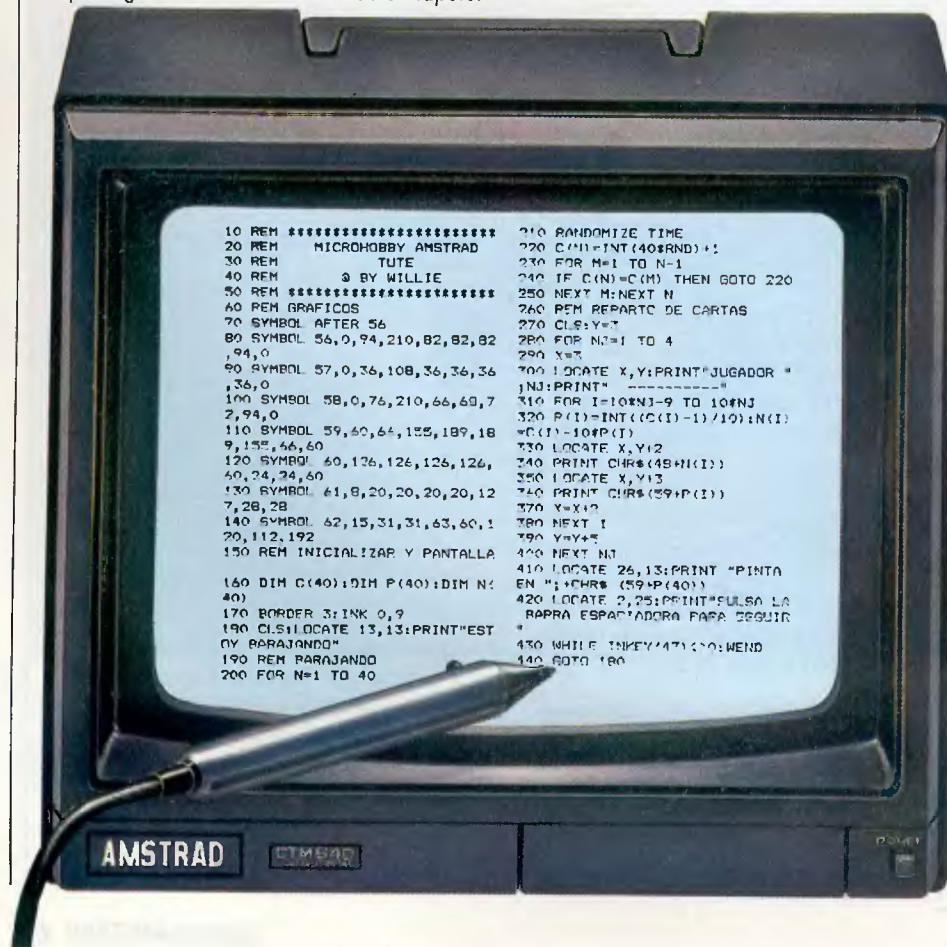 10 REM ************************
20 REM MICROHOBBY AMSTRAD
30 REM TUTE
40 REM @ BY WILLIE
50 REM ************************
60 REM GRAFICOS
70 SYMBOL AFTER 56
80 SYMBOL 56,0,94,210,82,82,82
,94,0
90 SYMBOL 57,0,36,108,36,36,36
,36,0
100 SYMBOL 58,0,76,210,66,68,7
2,94,0
110 SYMBOL 59,60,66,155,189,18
9,155,66,60
120 SYMBOL 60,126,126,126,126,
60,24,24,60
130 SYMBOL 61,8,20,20,20,20,12
7,28,28
140 SYMBOL 62,15,31,31,63,60,1
20,112,192
150 REM INICIALIZAR Y PANTALLA
160 DIM C(40):DIM P(40):DIM N(
40)
170 BORDER 3:INK 0,9
180 CLS:LOCATE 13,13:PRINT"EST
OY BARAJANDO"
190 REM BARAJANDO
200 FOR N=1 TO 40
210 RANDOMIZE TIME
220 C(N)=INT(40*RND)+1
230 FOR M=1 TO N-1
240 IF C(N)=C(M) THEN GOTO 220
250 NEXT M:NEXT N
260 REM REPARTO DE CARTAS
270 CLS:Y=3
280 FOR NJ=1 TO 4
290 X=3
300 LOCATE X,Y:PRINT"JUGADOR "
;NJ:PRINT" ----------"
310 FOR I=10*NJ-9 TO 10*NJ
320 P(I)=INT((C(I)-1)/10):N(I)
=C(I)-10*P(I)
330 LOCATE X,Y+2
340 PRINT CHR$(48+N(I))
350 LOCATE X,Y+3
360 PRINT CHR$(59+P(I))
370 X=X+2
380 NEXT I
390 Y=Y+5
400 NEXT NJ
410 LOCATE 26,13:PRINT "PINTA
EN ";+CHR$ (59+P(40))
420 LOCATE 2,25:PRINT"PULSA LA
BARRA ESPACIADORA PARA SEGUIR
"
430 WHILE INKEY(47)<>0:WEND
440 GOTO 180
AMSTRAD
CTM640
POWER